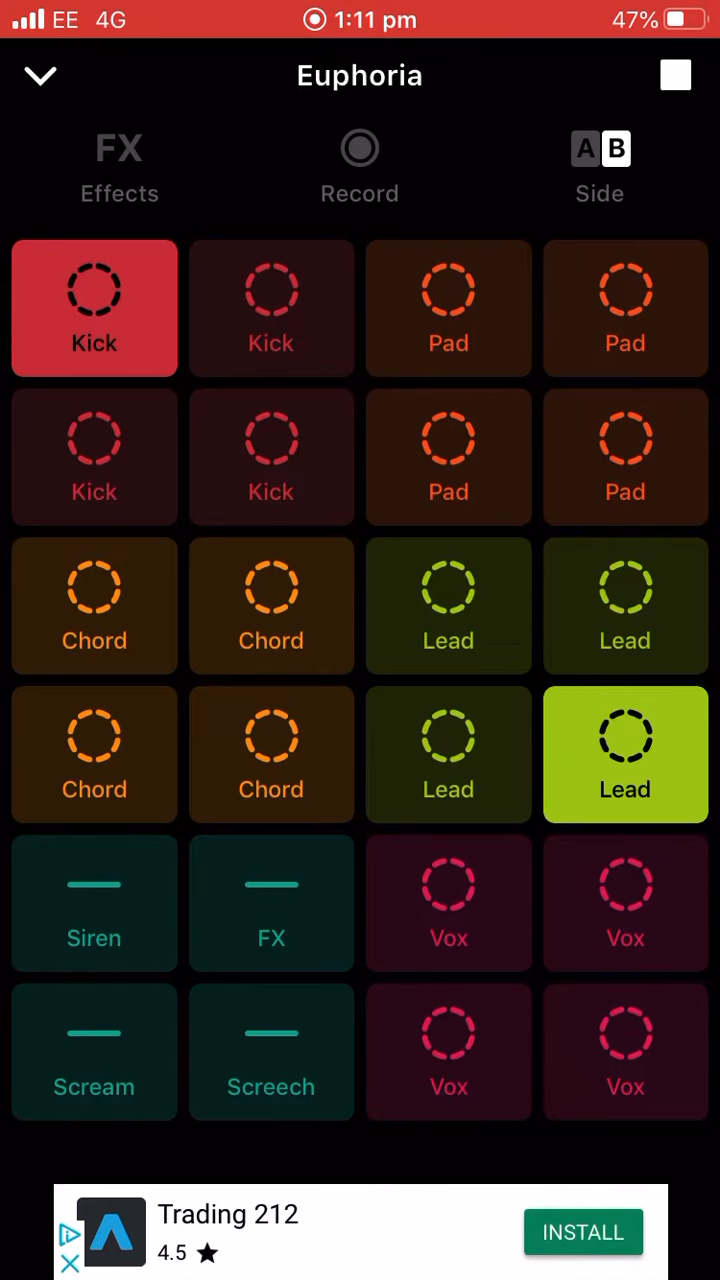 EE 4G 1:11 pm 47%
Euphoria
FX A B
Effects Record Side
Kick Kick Pad Pad
Kick Kick Pad Pad
Chord Chord Lead Lead
Chord Chord Lead Lead
Siren FX Vox Vox
Scream Screech Vox Vox
Trading 212
4.5
INSTALL